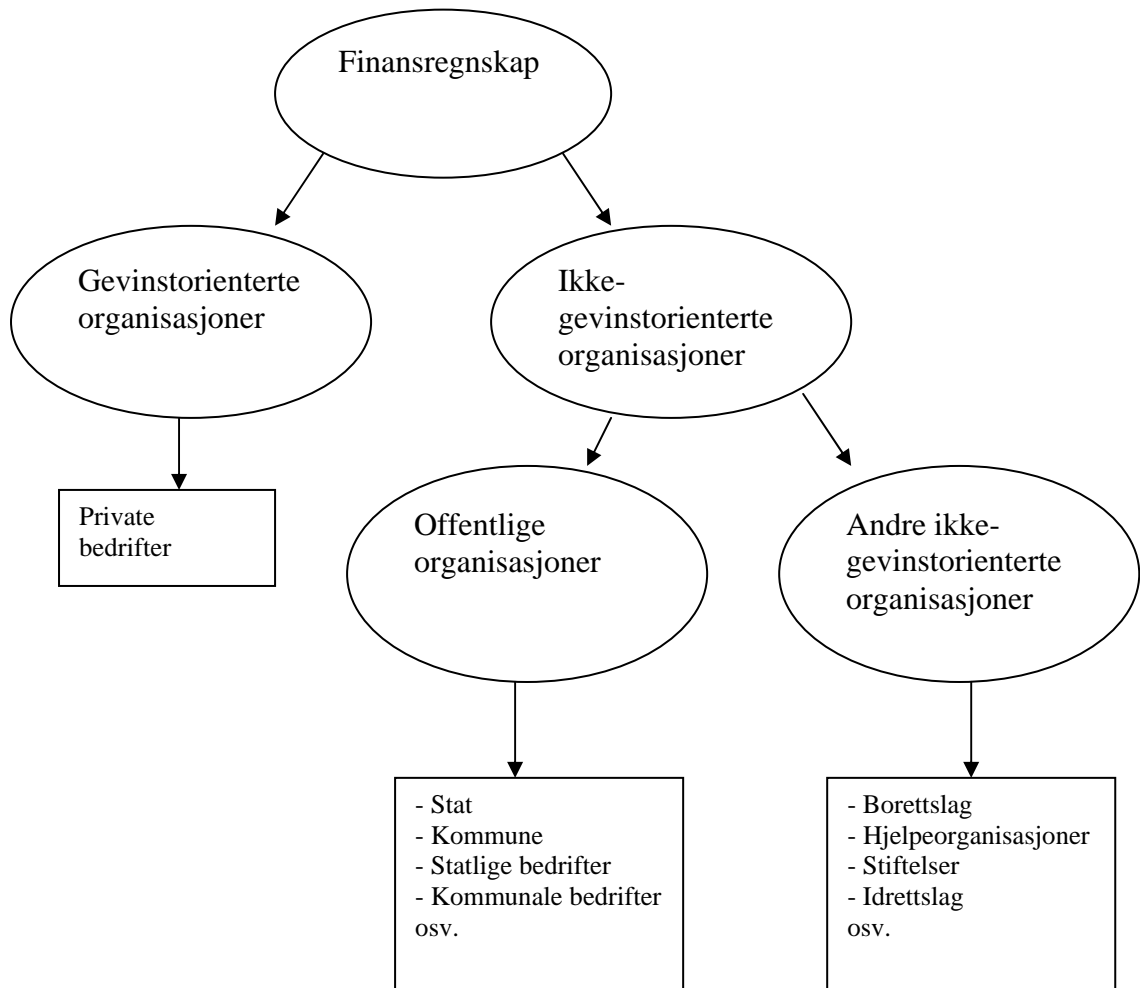 Finansregnskap
Gevinstorienterte
organisasjoner
Ikke-
gevinstorienterte
organisasjoner
Private
bedrifter
Offentlige
organisasjoner
Andre ikke-
gevinstorienterte
organisasjoner
- Stat
- Kommune
- Statlige bedrifter
- Kommunale bedrifter
osv.
- Borettslag
- Hjelpeorganisasjoner
- Stiftelser
- Idrettslag
osv.